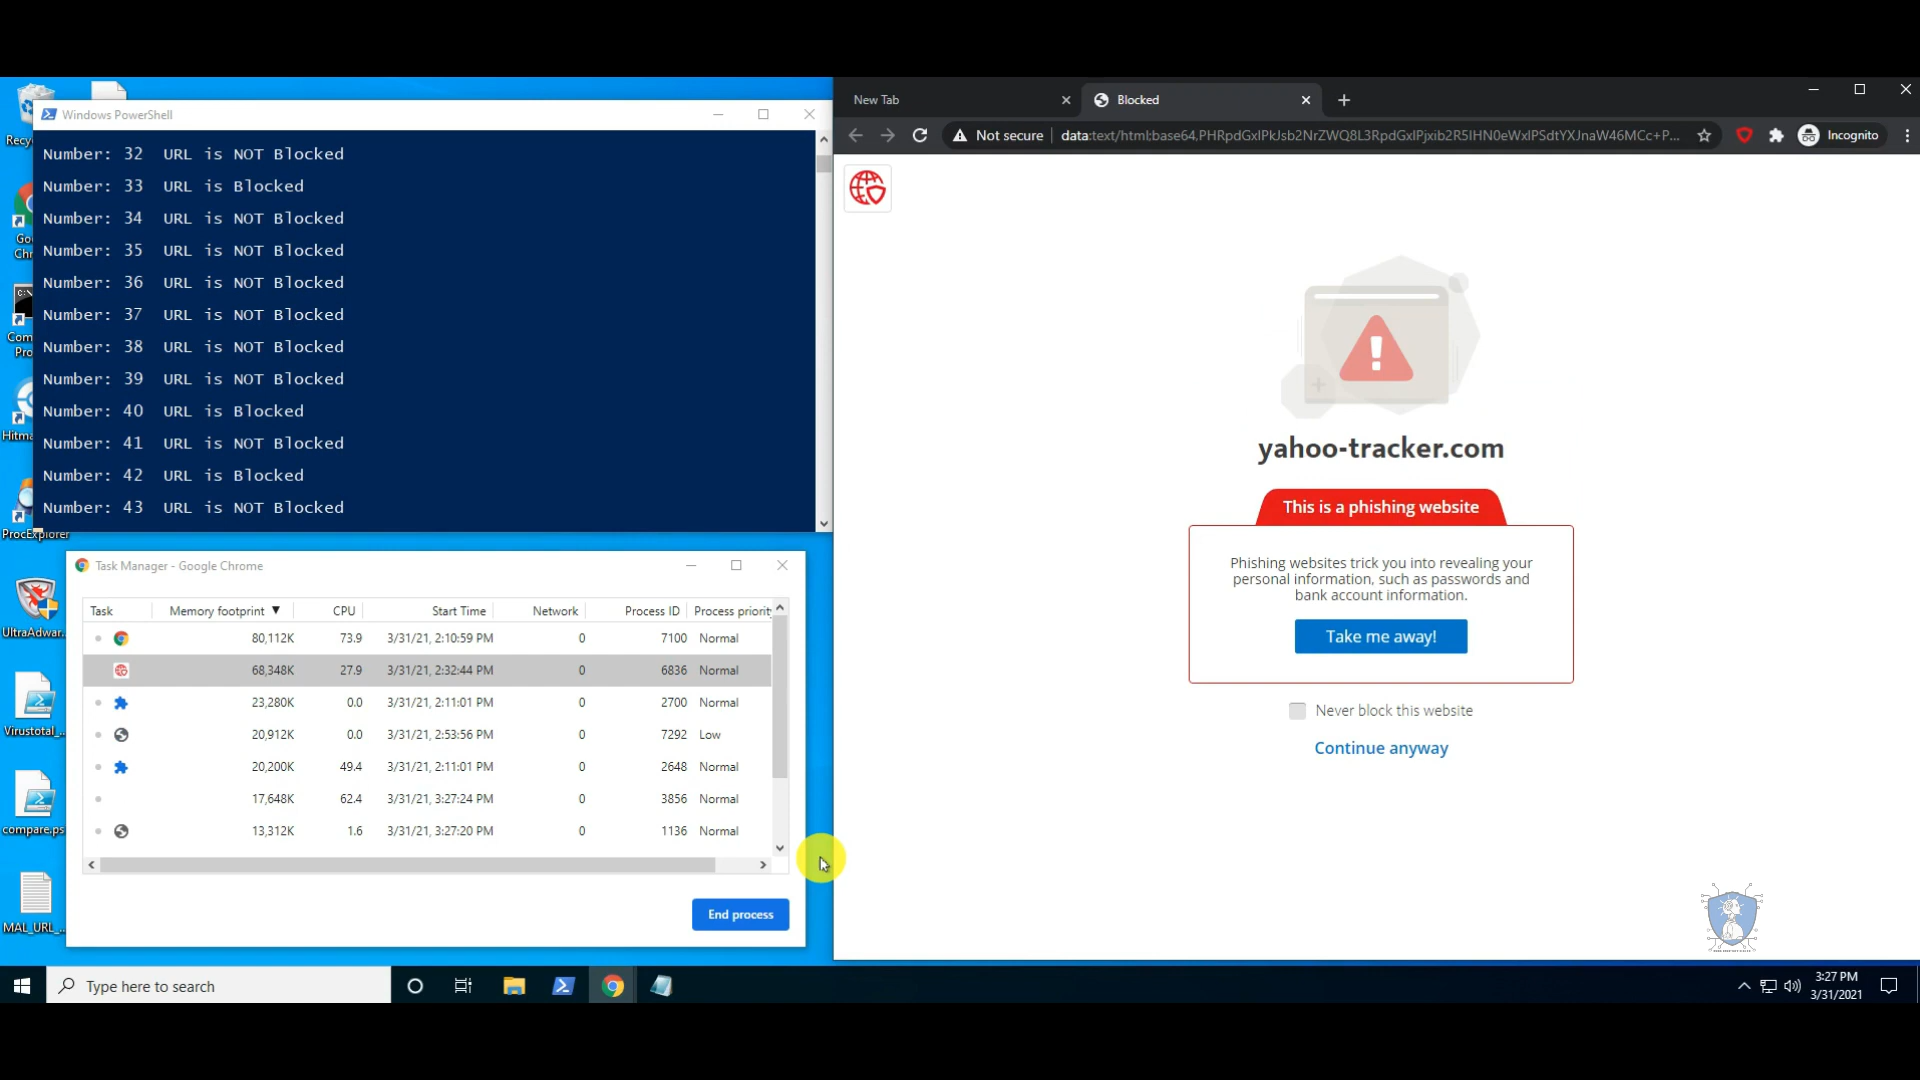 Recyc
Go
Chr
Com
Pro
Hitma
ProcExplorer
UltraAdwar...
Virustotal_...
compare.ps
MAL_URL_...
Windows PowerShell
Number: 32  URL is NOT Blocked
Number: 33  URL is Blocked
Number: 34  URL is NOT Blocked
Number: 35  URL is NOT Blocked
Number: 36  URL is NOT Blocked
Number: 37  URL is NOT Blocked
Number: 38  URL is NOT Blocked
Number: 39  URL is NOT Blocked
Number: 40  URL is Blocked
Number: 41  URL is NOT Blocked
Number: 42  URL is Blocked
Number: 43  URL is NOT Blocked
Task Manager - Google Chrome
Task Memory footprint ▼ CPU Start Time Network Process ID Process priority
80,112K 73.9 3/31/21, 2:10:59 PM 0 7100 Normal
68,348K 27.9 3/31/21, 2:32:44 PM 0 6836 Normal
23,280K 0.0 3/31/21, 2:11:01 PM 0 2700 Normal
20,912K 0.0 3/31/21, 2:53:56 PM 0 7292 Low
20,200K 49.4 3/31/21, 2:11:01 PM 0 2648 Normal
17,648K 62.4 3/31/21, 3:27:24 PM 0 3856 Normal
13,312K 1.6 3/31/21, 3:27:20 PM 0 1136 Normal
End process
New Tab
Blocked
Not secure
Incognito
yahoo-tracker.com
This is a phishing website
Phishing websites trick you into revealing your
personal information, such as passwords and
bank account information.
Take me away!
Never block this website
Continue anyway
Type here to search
3:27 PM
3/31/2021